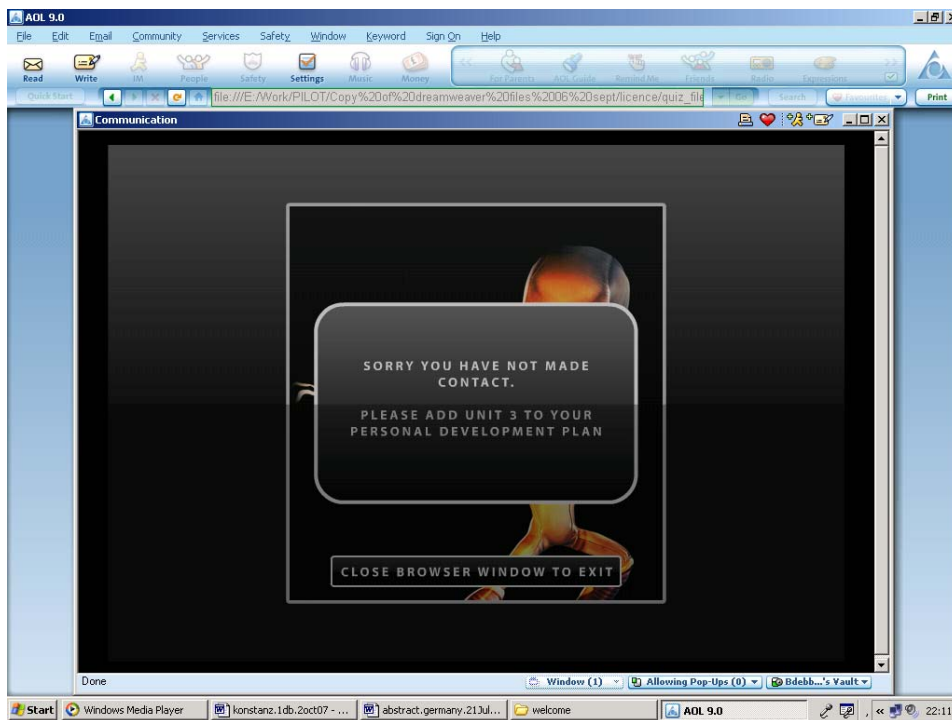 AOL 9.0
File Edit Email Community Services Safety Window Keyword Sign On Help
Read Write IM People Safety Settings Music Money For Parents AOL Guide Remind Me Friends Radio Expressions
Quick Start file:///E:/Work/PILOT/Copy%20of%20dreamweaver%20files%2006%20sept/licence/quiz_file Go Search Favourites Print
Communication
SORRY YOU HAVE NOT MADE
CONTACT.
PLEASE ADD UNIT 3 TO YOUR
PERSONAL DEVELOPMENT PLAN
CLOSE BROWSER WINDOW TO EXIT
Done Window (1) Allowing Pop-Ups (0) Bdebb...'s Vault
Start Windows Media Player konstanz.1db.2oct07 - ... abstract.germany.21Jul... welcome AOL 9.0 « 22:11